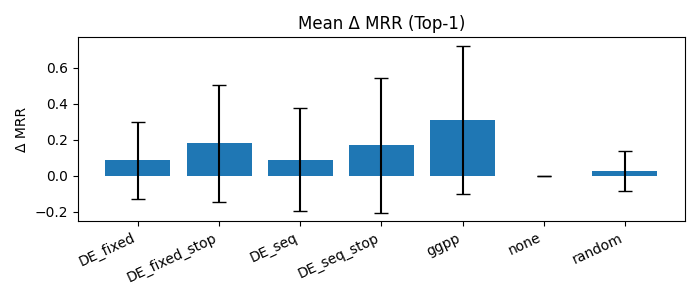 Mean Δ MRR (Top-1)
Δ MRR
0.6
0.4
0.2
0.0
−0.2
DE_fixed
DE_fixed_stop
DE_seq
DE_seq_stop
ggpp
none
random